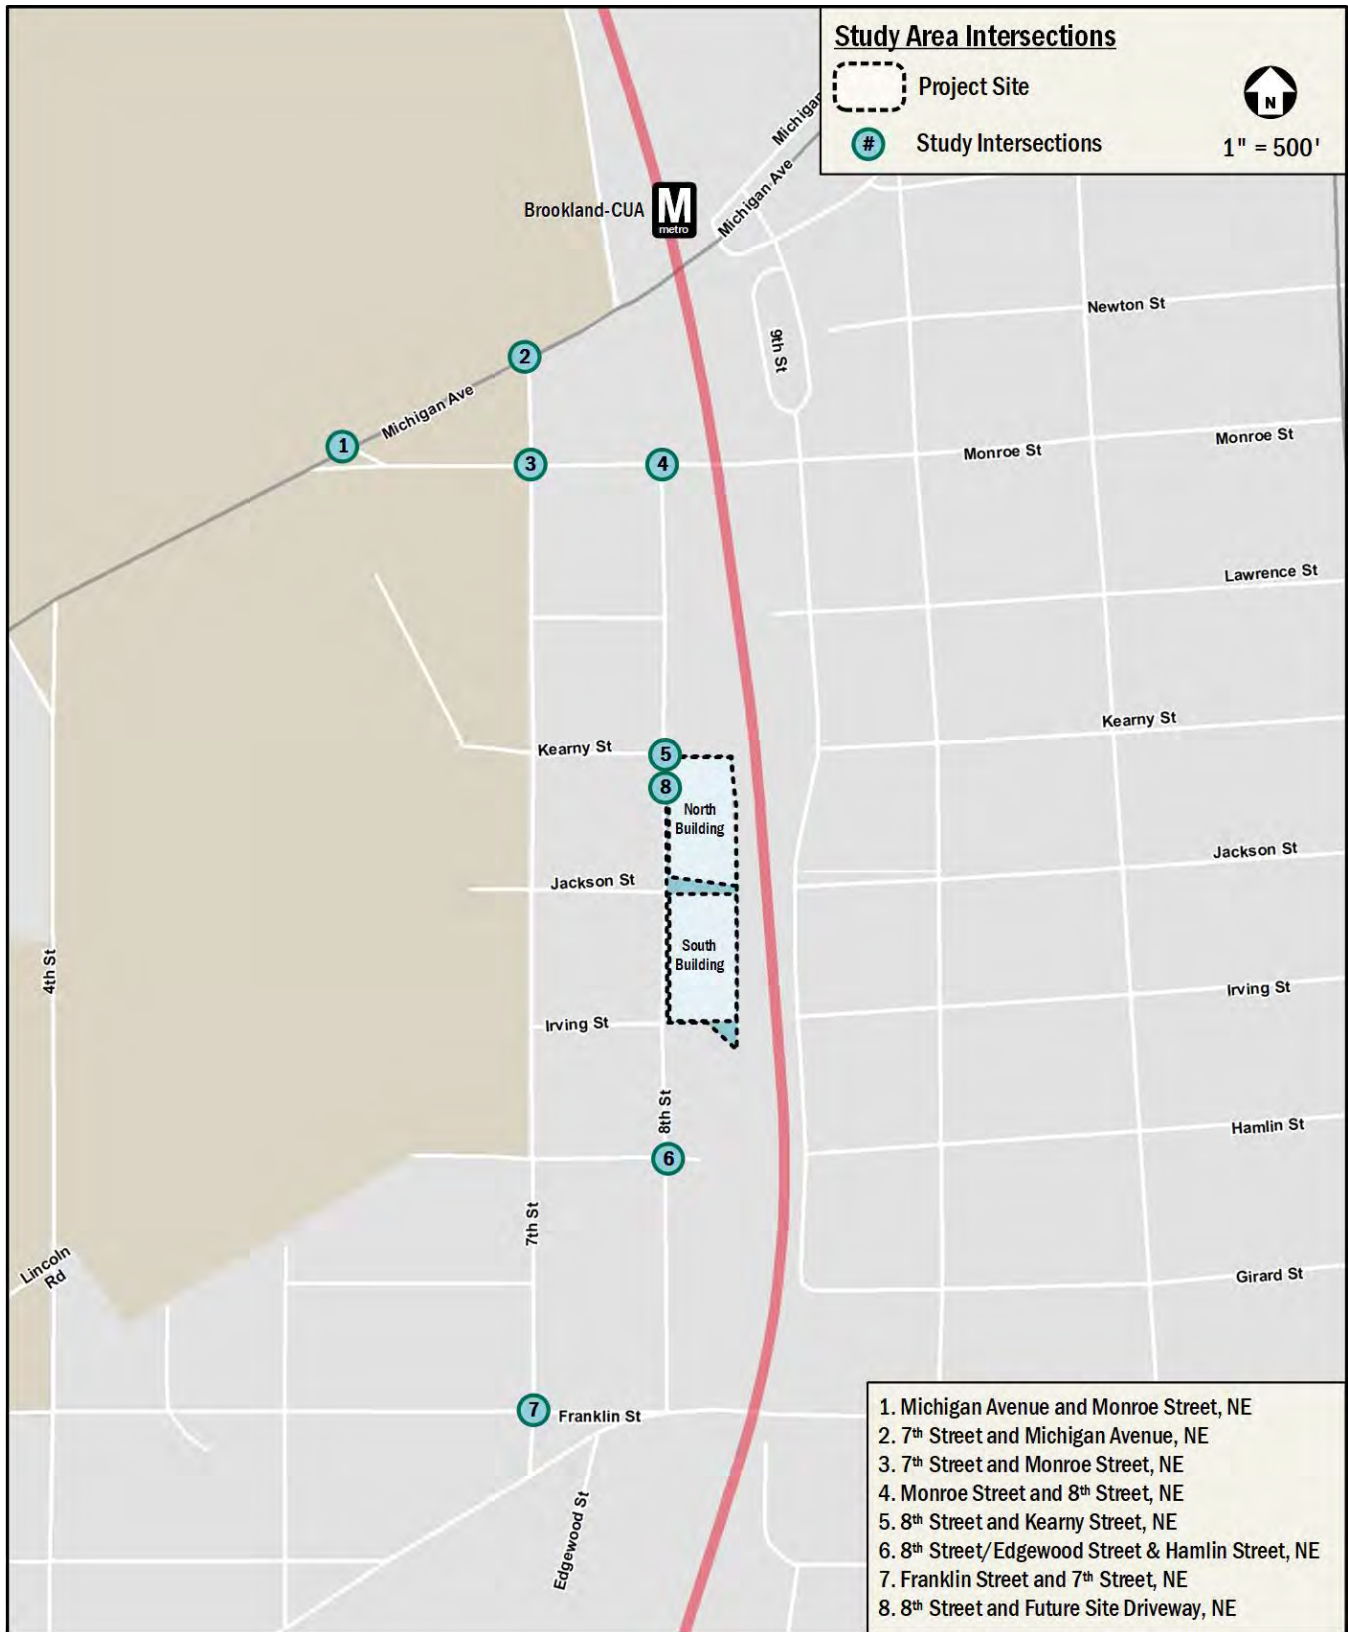 Study Area Intersections
Project Site
N
#
Study Intersections
1" = 500'
Michigan
Michigan Ave
Brookland-CUA
M
metro
Newton St
9th St
2
Michigan Ave
1
3
4
Monroe St
Monroe St
Lawrence St
Kearny St
Kearny St
5
8
North
Building
Jackson St
Jackson St
South
Building
4th St
Irving St
Irving St
8th St
Hamlin St
6
7th St
Lincoln
Rd
Girard St
7
Franklin St
Edgewood St
1. Michigan Avenue and Monroe Street, NE
2. 7th Street and Michigan Avenue, NE
3. 7th Street and Monroe Street, NE
4. Monroe Street and 8th Street, NE
5. 8th Street and Kearny Street, NE
6. 8th Street/Edgewood Street & Hamlin Street, NE
7. Franklin Street and 7th Street, NE
8. 8th Street and Future Site Driveway, NE